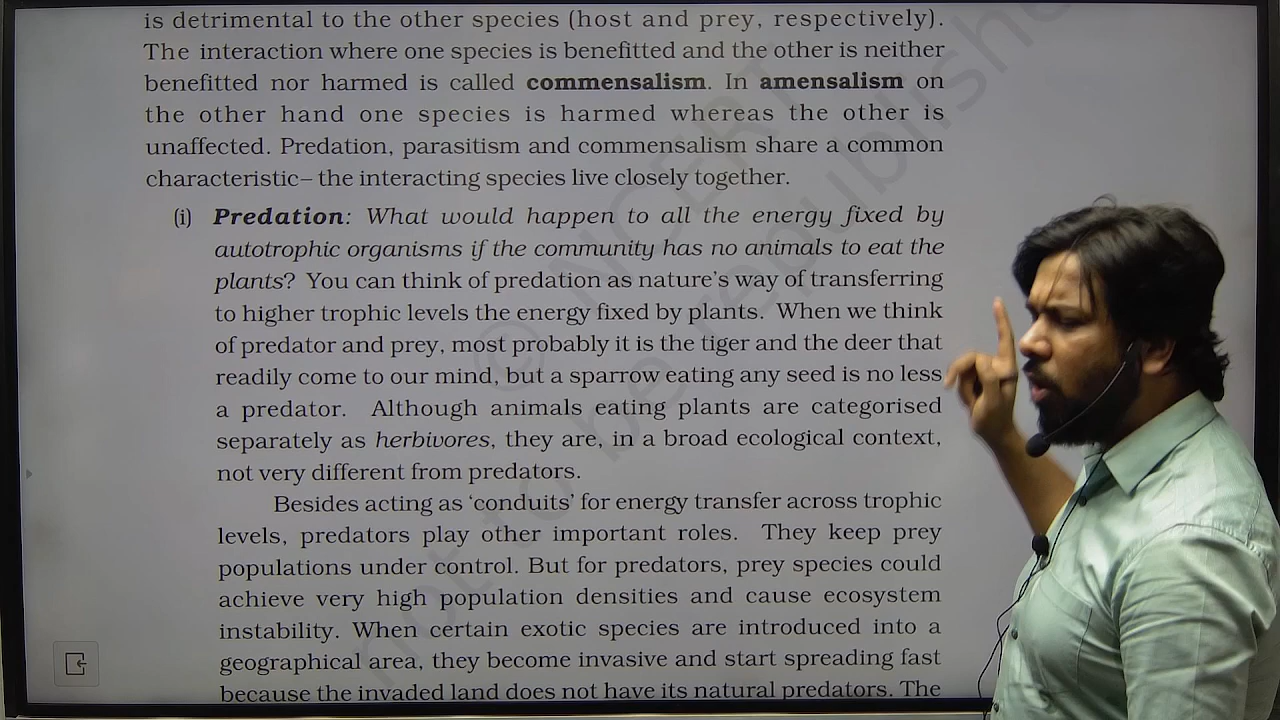 is detrimental to the other species (host and prey, respectively).
The interaction where one species is benefitted and the other is neither
benefitted nor harmed is called commensalism. In amensalism on
the other hand one species is harmed whereas the other is
unaffected. Predation, parasitism and commensalism share a common
characteristic– the interacting species live closely together.
(i) Predation: What would happen to all the energy fixed by
autotrophic organisms if the community has no animals to eat the
plants? You can think of predation as nature's way of transferring
to higher trophic levels the energy fixed by plants. When we think
of predator and prey, most probably it is the tiger and the deer that
readily come to our mind, but a sparrow eating any seed is no less
a predator. Although animals eating plants are categorised
separately as herbivores, they are, in a broad ecological context,
not very different from predators.
Besides acting as 'conduits' for energy transfer across trophic
levels, predators play other important roles. They keep prey
populations under control. But for predators, prey species could
achieve very high population densities and cause ecosystem
instability. When certain exotic species are introduced into a
geographical area, they become invasive and start spreading fast
because the invaded land does not have its natural predators. The
© NCERT
not to be republishe